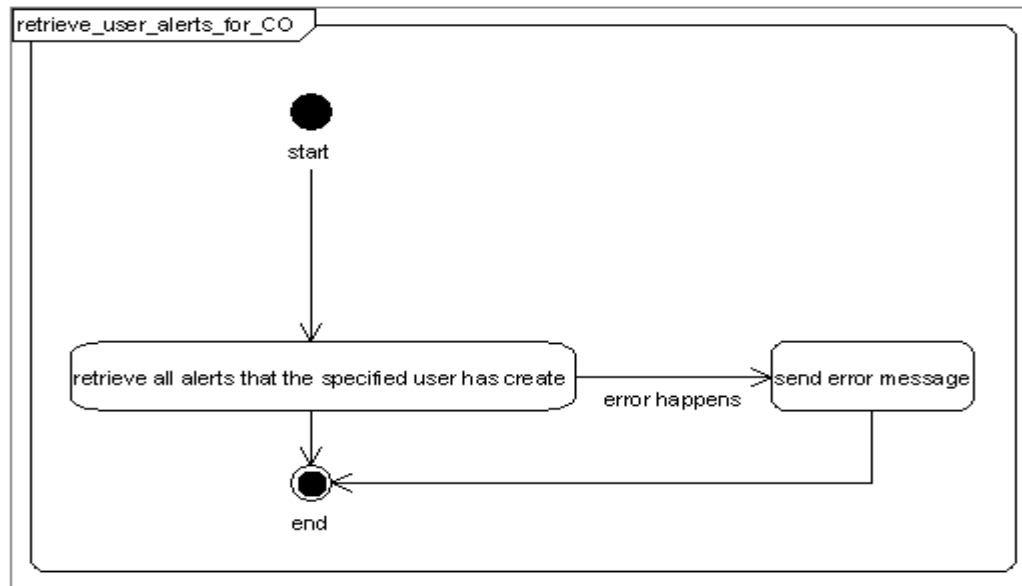 retrieve_user_alerts_for_CO
start
retrieve all alerts that the specified user has create
error happens
send error message
end